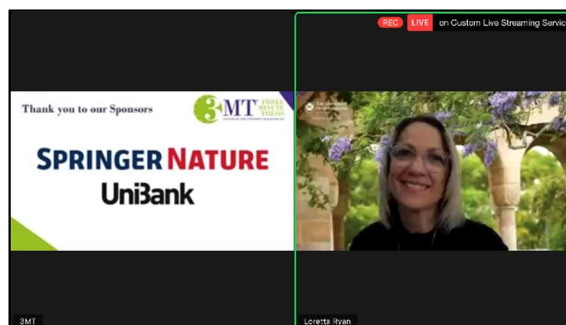 REC LIVE on Custom Live Streaming Servic
Thank you to our Sponsors
3MT THREE
MINUTE
THESIS
SPRINGER NATURE
UniBank
3MT
Loretta Ryan